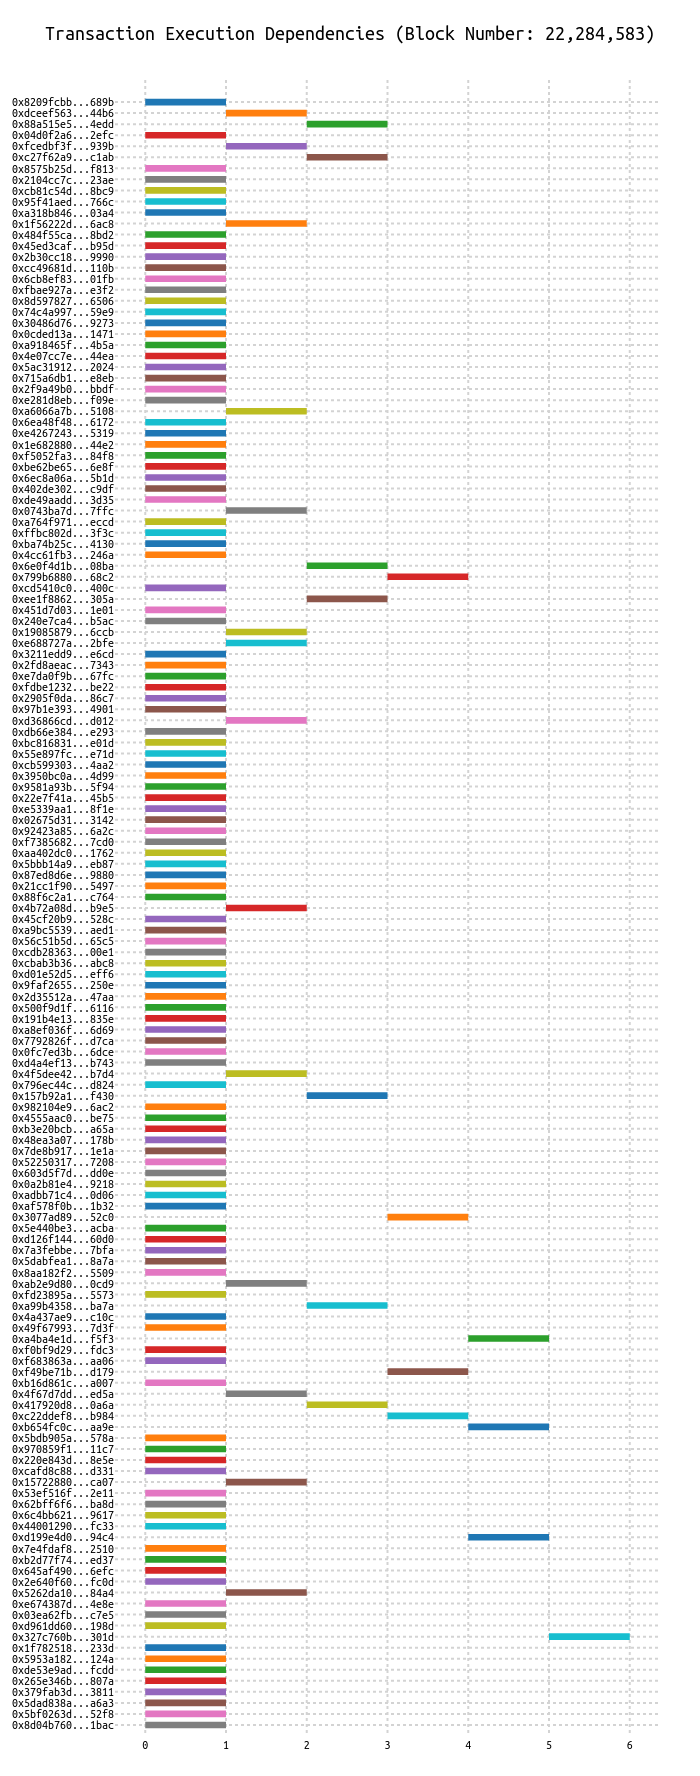 Transaction Execution Dependencies (Block Number: 22,284,583)
0x8209fcbb...689b
0xdceef563...44b6
0x88a515e5...4edd
0x04d0f2a6...2efc
0xfcedbf3f...939b
0xc27f62a9...c1ab
0x8575b25d...f813
0x2104cc7c...23ae
0xcb81c54d...8bc9
0x95f41aed...766c
0xa318b846...03a4
0x1f56222d...6ac8
0x484f55ca...8bd2
0x45ed3caf...b95d
0x2b30cc18...9990
0xcc49681d...110b
0x6cb8ef83...01fb
0xfbae927a...e3f2
0x8d597827...6506
0x74c4a997...59e9
0x30486d76...9273
0x0cded13a...1471
0xa918465f...4b5a
0x4e07cc7e...44ea
0x5ac31912...2024
0x715a6db1...e8eb
0x2f9a49b0...bbdf
0xe281d8eb...f09e
0xa6066a7b...5108
0x6ea48f48...6172
0xe4267243...5319
0x1e682880...44e2
0xf5052fa3...84f8
0xbe62be65...6e8f
0x6ec8a06a...5b1d
0x402de302...c9df
0xde49aadd...3d35
0x0743ba7d...7ffc
0xa764f971...eccd
0xffbc802d...3f3c
0xba74b25c...4130
0x4cc61fb3...246a
0x6e0f4d1b...08ba
0x799b6880...68c2
0xcd5410c0...400c
0xee1f8862...305a
0x451d7d03...1e01
0x240e7ca4...b5ac
0x19085879...6ccb
0xe688727a...2bfe
0x3211edd9...e6cd
0x2fd8aeac...7343
0xe7da0f9b...67fc
0xfdbe1232...be22
0x2905f0da...86c7
0x97b1e393...4901
0xd36866cd...d012
0xdb66e384...e293
0xbc816831...e01d
0x55e897fc...e71d
0xcb599303...4aa2
0x3950bc0a...4d99
0x9581a93b...5f94
0x22e7f41a...45b5
0xe5339aa1...8f1e
0x02675d31...3142
0x92423a85...6a2c
0xf7385682...7cd0
0xaa402dc0...1762
0x5bbb14a9...eb87
0x87ed8d6e...9880
0x21cc1f90...5497
0x88f6c2a1...c764
0x4b72a08d...b9e5
0x45cf20b9...528c
0xa9bc5539...aed1
0x56c51b5d...65c5
0xcdb28363...00e1
0xcbab3b36...abc8
0xd01e52d5...eff6
0x9faf2655...250e
0x2d35512a...47aa
0x500f9d1f...6116
0x191b4e13...835e
0xa8ef036f...6d69
0x7792826f...d7ca
0x0fc7ed3b...6dce
0xd4a4ef13...b743
0x4f5dee42...b7d4
0x796ec44c...d824
0x157b92a1...f430
0x982104e9...6ac2
0x4555aac0...be75
0xb3e20bcb...a65a
0x48ea3a07...178b
0x7de8b917...1e1a
0x52250317...7208
0x603d5f7d...dd0e
0x0a2b81e4...9218
0xadbb71c4...0d06
0xaf578f0b...1b32
0x3077ad89...52c0
0x5e440be3...acba
0xd126f144...60d0
0x7a3febbe...7bfa
0x5dabfea1...8a7a
0x8aa182f2...5509
0xab2e9d80...0cd9
0xfd23895a...5573
0xa99b4358...ba7a
0x4a437ae9...c10c
0x49f67993...7d3f
0xa4ba4e1d...f5f3
0xf0bf9d29...fdc3
0xf683863a...aa06
0xf49be71b...d179
0xb16d861c...a007
0x4f67d7dd...ed5a
0x417920d8...0a6a
0xc22ddef8...b984
0xb654fc0c...aa9e
0x5bdb905a...578a
0x970859f1...11c7
0x220e843d...8e5e
0xcafd8c88...d331
0x15722880...ca07
0x53ef516f...2e11
0x62bff6f6...ba8d
0x6c4bb621...9617
0x44001290...fc33
0xd199e4d0...94c4
0x7e4fdaf8...2510
0xb2d77f74...ed37
0x645af490...6efc
0x2e640f60...fc0d
0x5262da10...84a4
0xe674387d...4e8e
0x03ea62fb...c7e5
0xd961dd60...198d
0x327c760b...301d
0x1f782518...233d
0x5953a182...124a
0xde53e9ad...fcdd
0x265e346b...807a
0x379fab3d...3811
0x5dad838a...a6a3
0x5bf0263d...52f8
0x8d04b760...1bac
0 1 2 3 4 5 6